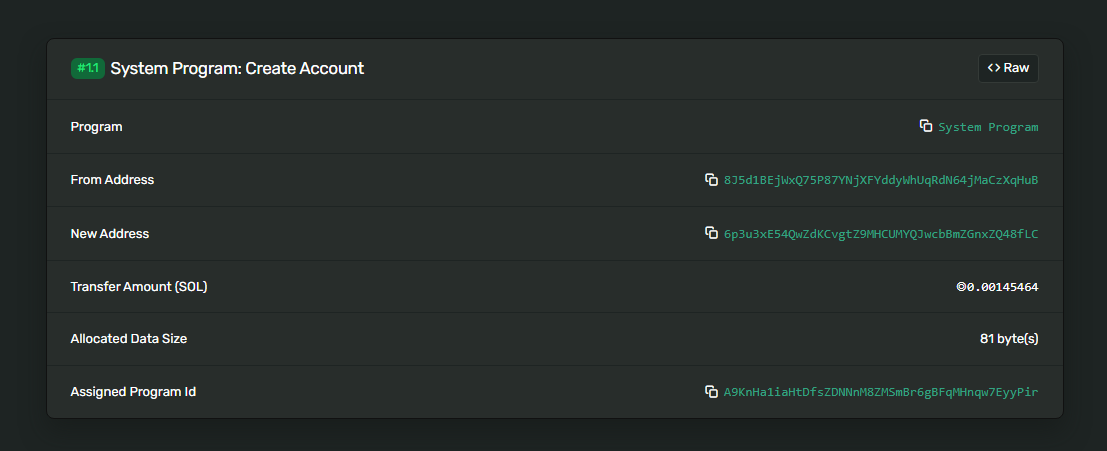 #1.1 System Program: Create Account <> Raw
Program System Program
From Address 8J5d1BEjWxQ75P87YNjXFYddyWhUqRdN64jMaCzXqHuB
New Address 6p3u3xE54QwZdKCvgtZ9MHCUMYQJwcbBmZGnxZQ48fLC
Transfer Amount (SOL) ◎0.00145464
Allocated Data Size 81 byte(s)
Assigned Program Id A9KnHa1iaHtDfsZDNNnM8ZMSmBr6gBFqMHnqw7EyyPir